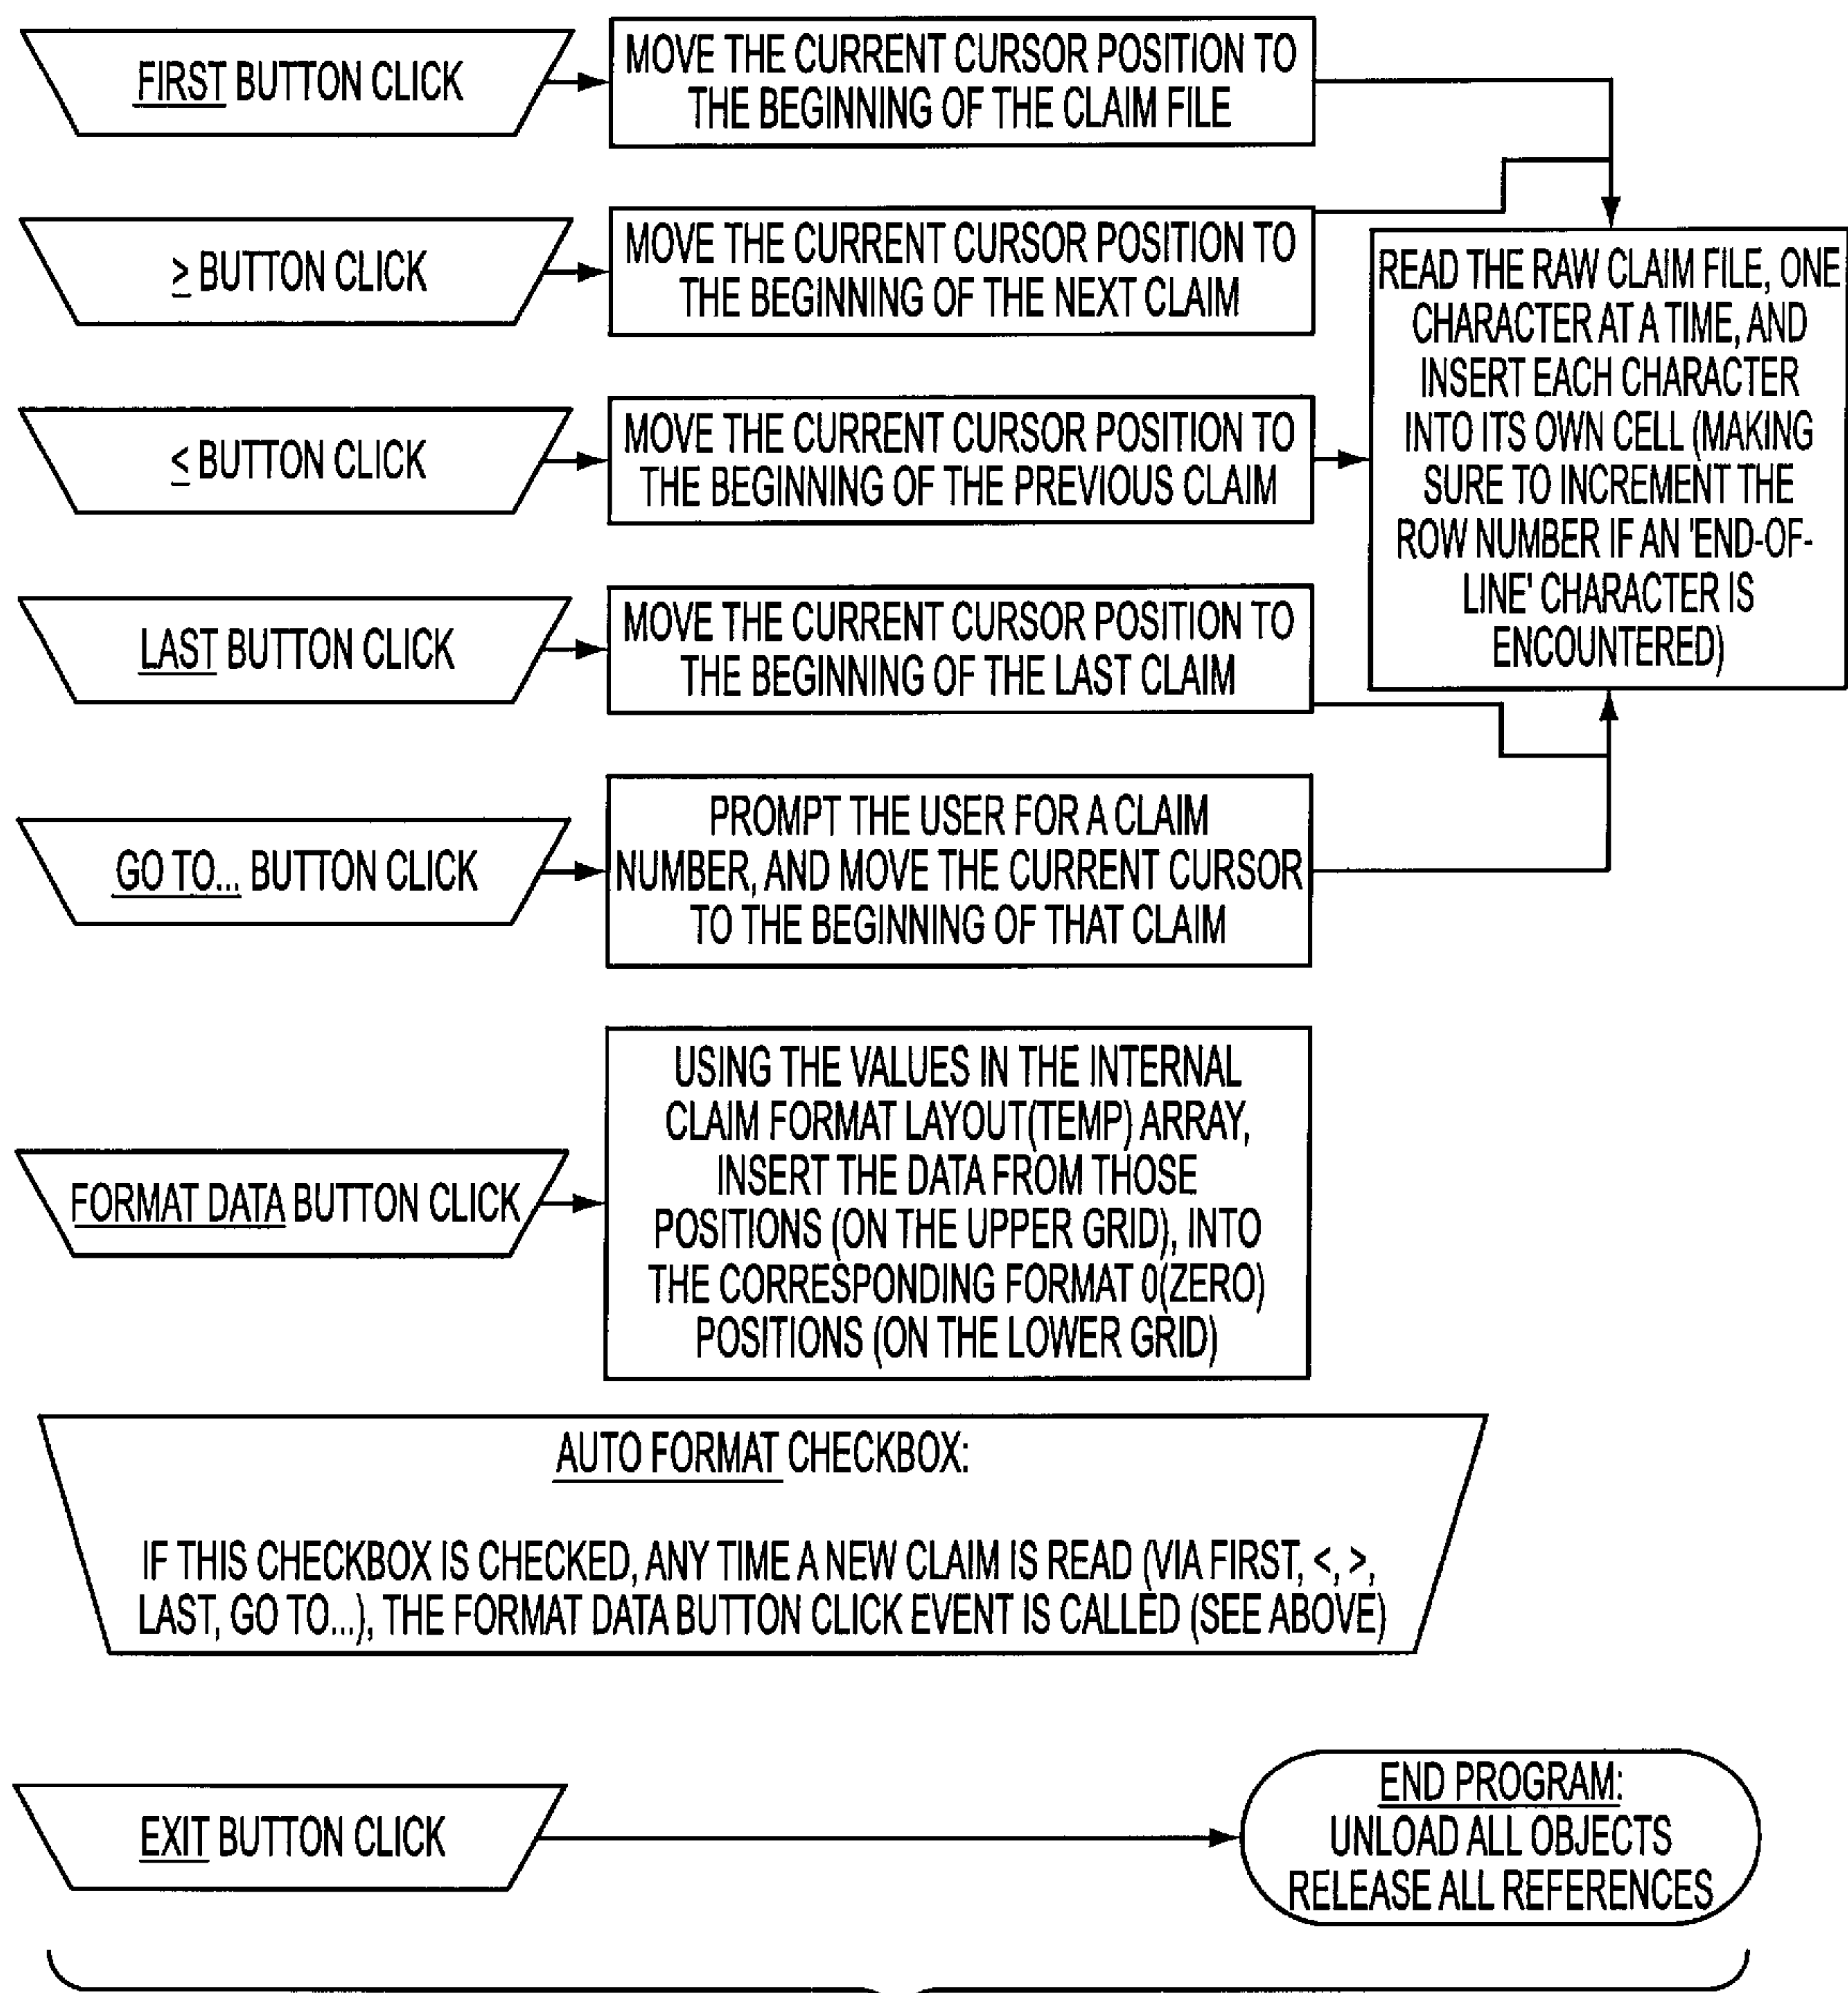 FIRST BUTTON CLICK
MOVE THE CURRENT CURSOR POSITION TO
THE BEGINNING OF THE CLAIM FILE
> BUTTON CLICK
MOVE THE CURRENT CURSOR POSITION TO
THE BEGINNING OF THE NEXT CLAIM
READ THE RAW CLAIM FILE, ONE
CHARACTER AT A TIME, AND
INSERT EACH CHARACTER
INTO ITS OWN CELL (MAKING
SURE TO INCREMENT THE
ROW NUMBER IF AN 'END-OF-
LINE' CHARACTER IS
ENCOUNTERED)
< BUTTON CLICK
MOVE THE CURRENT CURSOR POSITION TO
THE BEGINNING OF THE PREVIOUS CLAIM
LAST BUTTON CLICK
MOVE THE CURRENT CURSOR POSITION TO
THE BEGINNING OF THE LAST CLAIM
GO TO... BUTTON CLICK
PROMPT THE USER FOR A CLAIM
NUMBER, AND MOVE THE CURRENT CURSOR
TO THE BEGINNING OF THAT CLAIM
FORMAT DATA BUTTON CLICK
USING THE VALUES IN THE INTERNAL
CLAIM FORMAT LAYOUT(TEMP) ARRAY,
INSERT THE DATA FROM THOSE
POSITIONS (ON THE UPPER GRID), INTO
THE CORRESPONDING FORMAT 0(ZERO)
POSITIONS (ON THE LOWER GRID)
AUTO FORMAT CHECKBOX:
IF THIS CHECKBOX IS CHECKED, ANY TIME A NEW CLAIM IS READ (VIA FIRST, <, >,
LAST, GO TO...), THE FORMAT DATA BUTTON CLICK EVENT IS CALLED (SEE ABOVE)
EXIT BUTTON CLICK
END PROGRAM:
UNLOAD ALL OBJECTS
RELEASE ALL REFERENCES